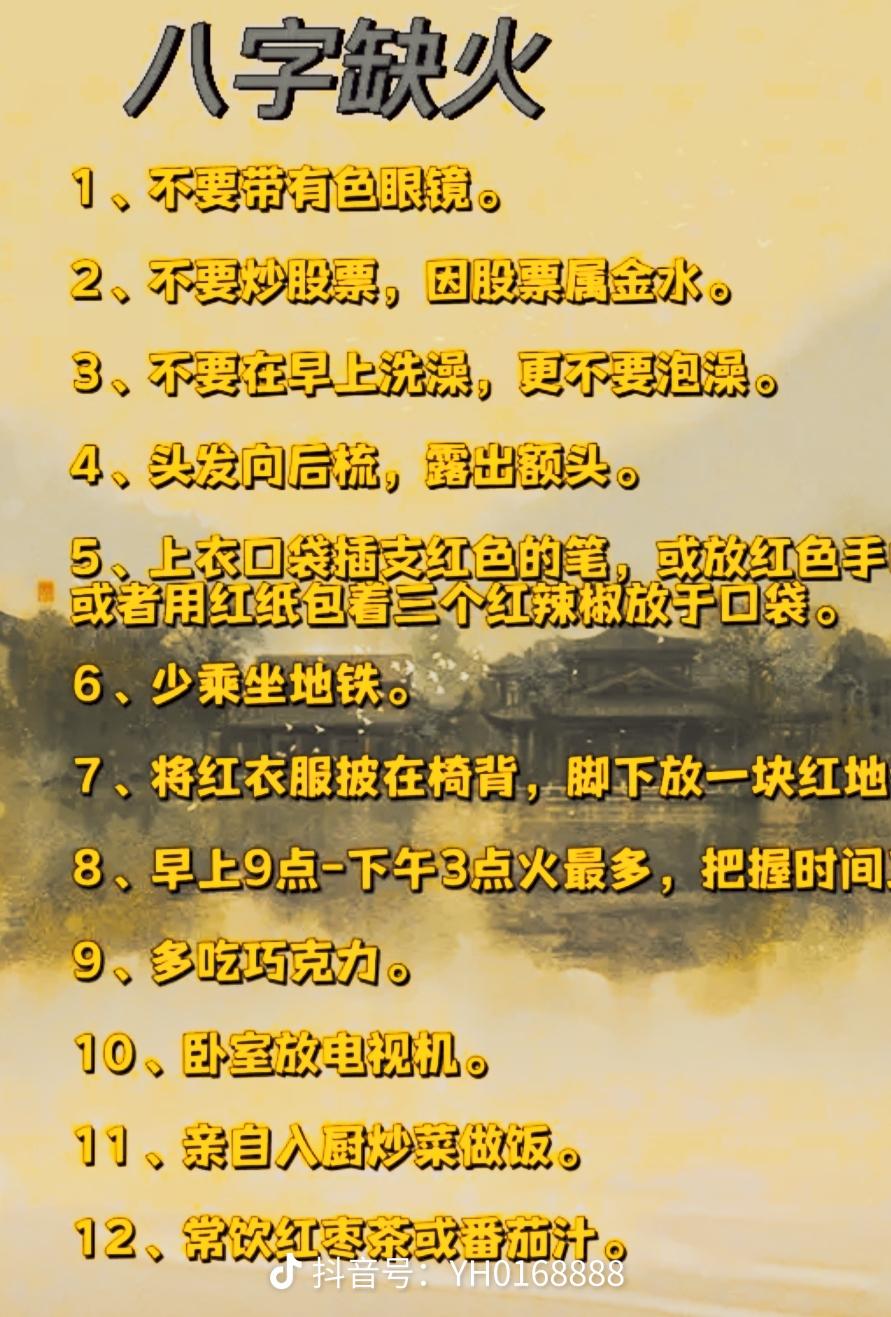 八字缺火
1、不要带有色眼镜。
2、不要炒股票，因股票属金水。
3、不要在早上洗澡，更不要泡澡。
4、头发向后梳，露出额头。
5、上衣口袋插支红色的笔，或放红色手
或者用红纸包着三个红辣椒放于口袋。
6、少乘坐地铁。
7、将红衣服披在椅背，脚下放一块红地
8、早上9点-下午3点火最多，把握时间
9、多吃巧克力。
10、卧室放电视机。
11、亲自入厨炒菜做饭。
12、常饮红枣茶或番茄汁。
抖音号：YH0168888